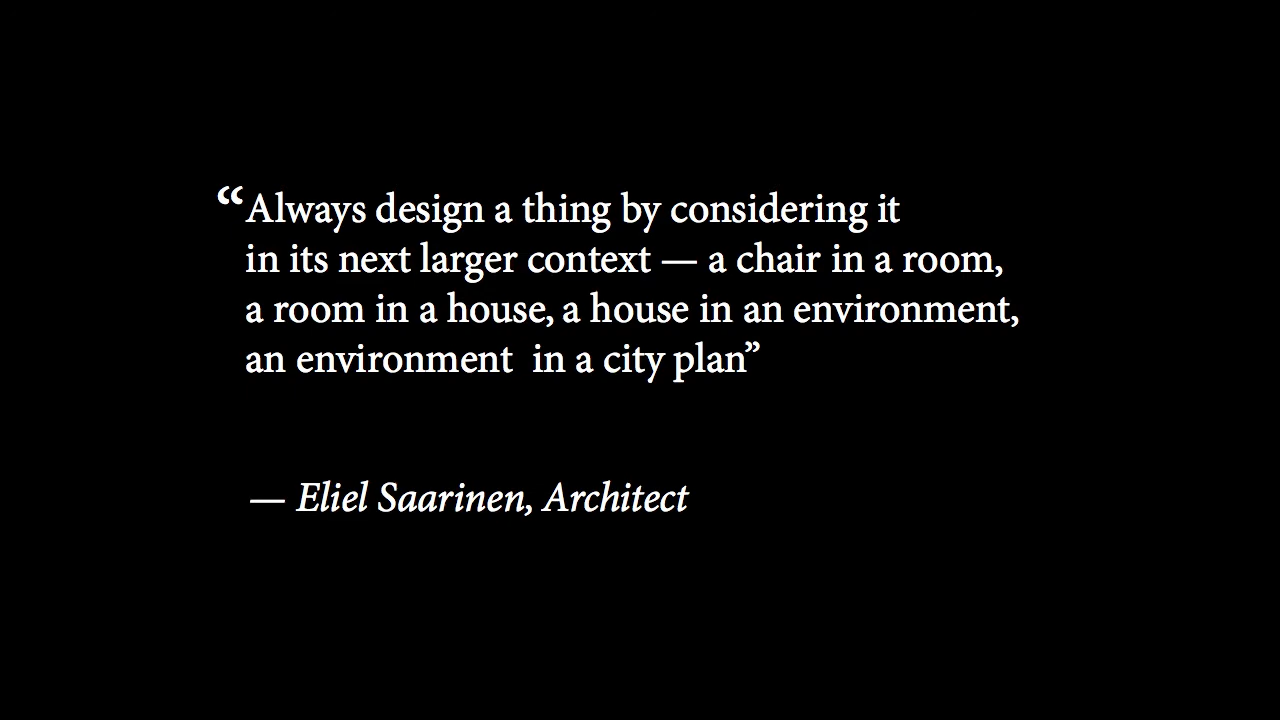 “Always design a thing by considering it
in its next larger context — a chair in a room,
a room in a house, a house in an environment,
an environment  in a city plan”
— Eliel Saarinen, Architect